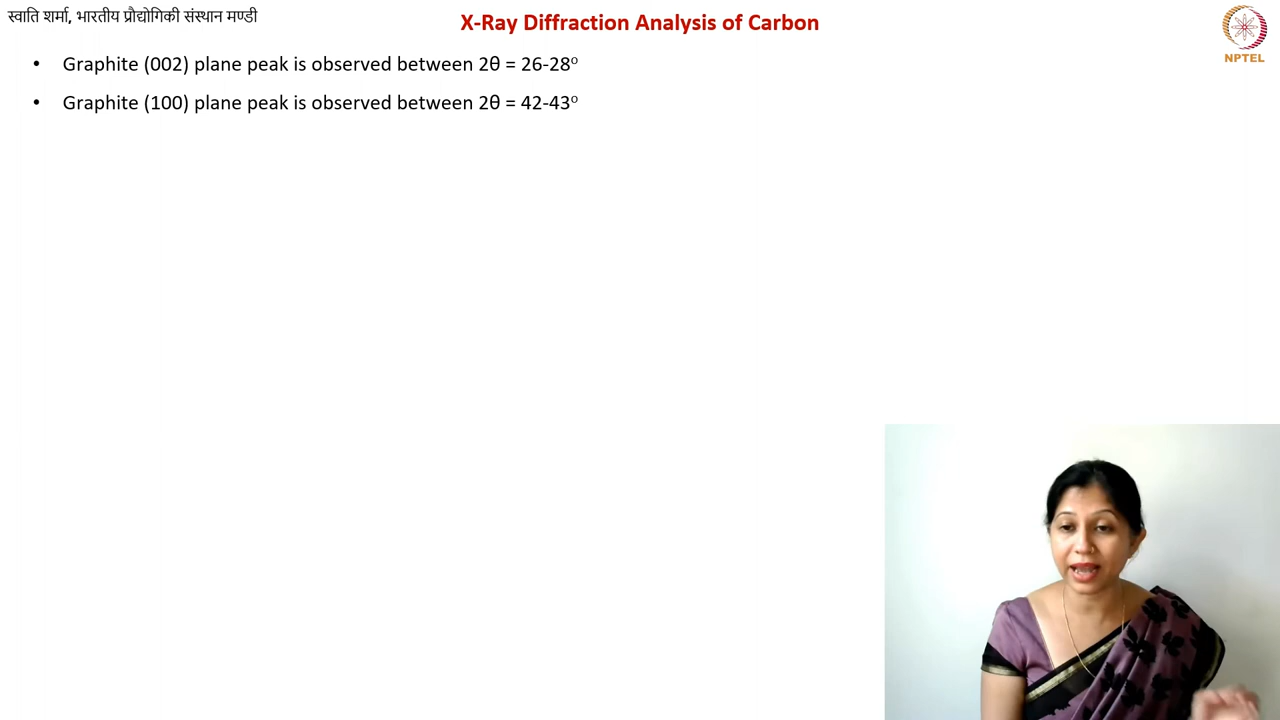 स्वाति शर्मा, भारतीय प्रौद्योगिकी संस्थान मण्डी
X-Ray Diffraction Analysis of Carbon
NPTEL
• Graphite (002) plane peak is observed between 2θ = 26-28°
• Graphite (100) plane peak is observed between 2θ = 42-43°